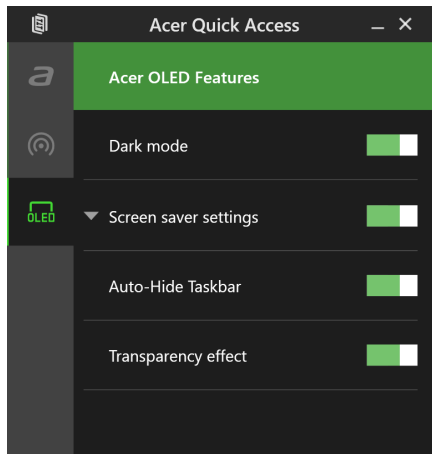 Acer Quick Access
Acer OLED Features
Dark mode
OLED
Screen saver settings
Auto-Hide Taskbar
Transparency effect